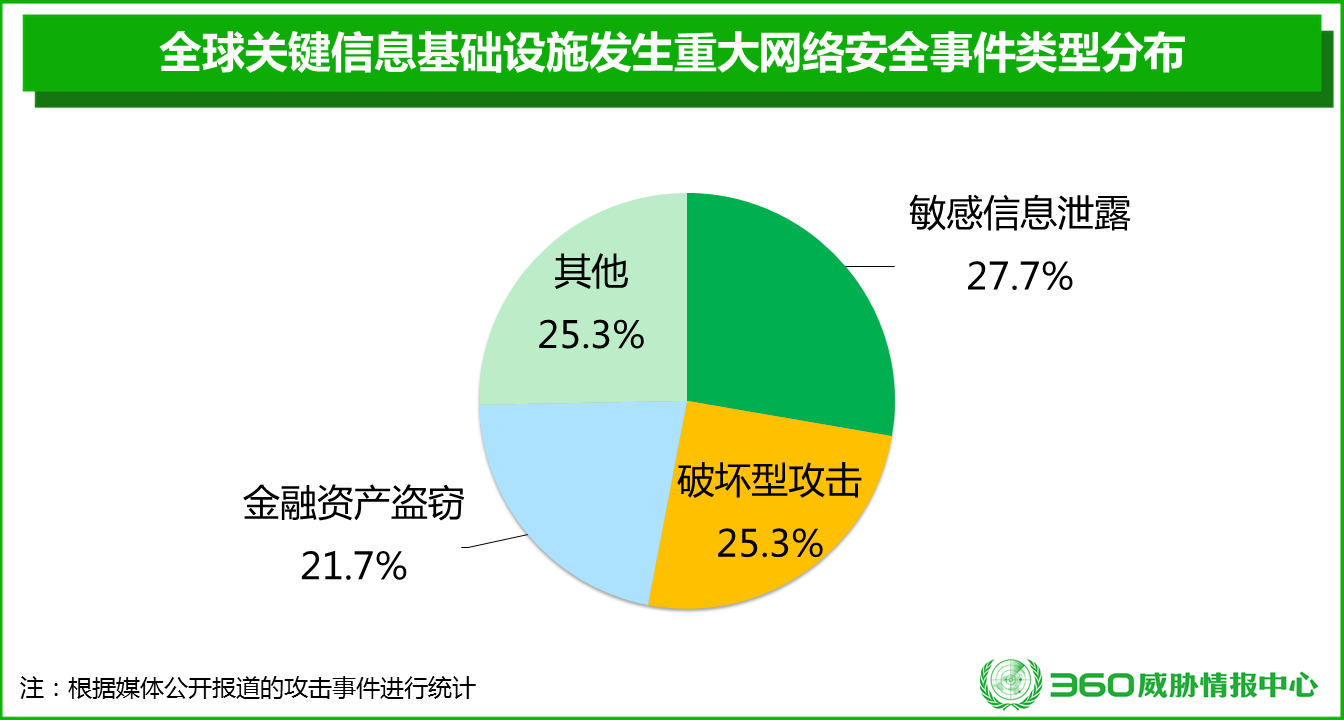 全球关键信息基础设施发生重大网络安全事件类型分布
敏感信息泄露
27.7%
其他
25.3%
破坏型攻击
25.3%
金融资产盗窃
21.7%
注：根据媒体公开报道的攻击事件进行统计
360威胁情报中心